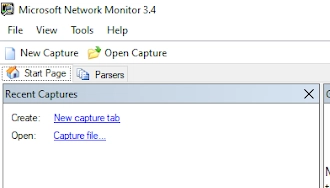 Microsoft Network Monitor 3.4
File View Tools Help
New Capture Open Capture
Start Page Parsers
Recent Captures
Create: New capture tab
Open: Capture file...